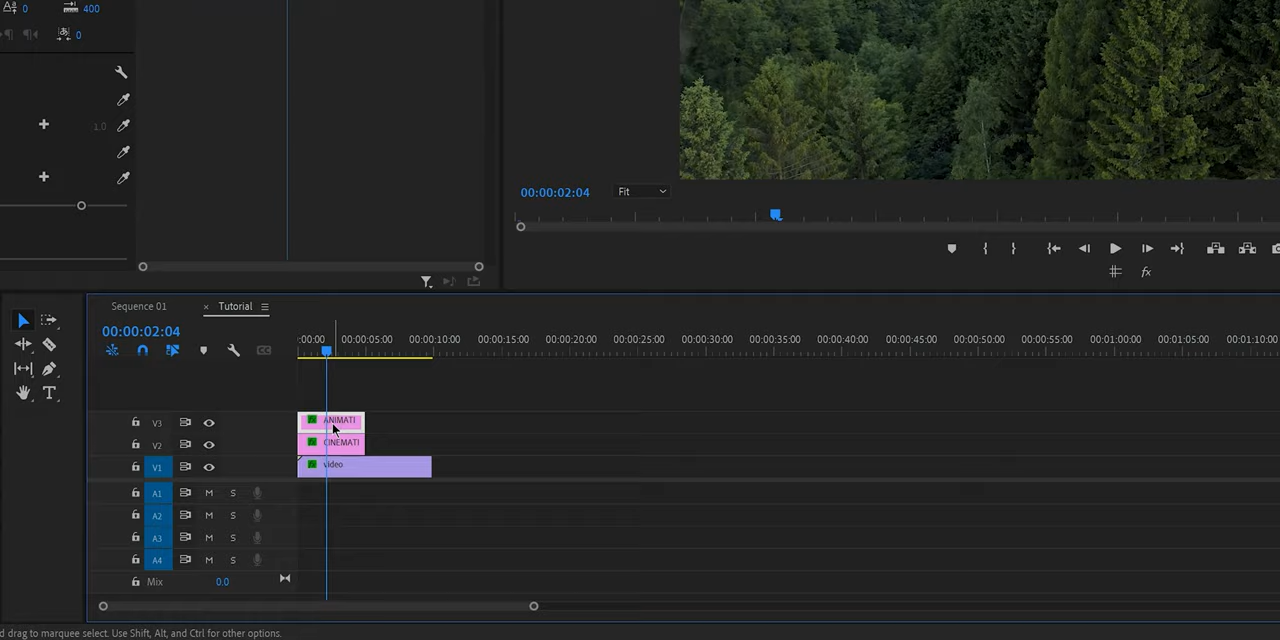 0 400
0
1.0
00:00:02:04 Fit
Sequence 01 × Tutorial
00:00:02:04
:00:00 00:00:05:00 00:00:10:00 00:00:15:00 00:00:20:00 00:00:25:00 00:00:30:00 00:00:35:00 00:00:40:00 00:00:45:00 00:00:50:00 00:00:55:00 00:01:00:00 00:01:05:00 00:01:10:00
V3 ANIMATI
V2 CINEMATI
V1 video
A1 M S
A2 M S
A3 M S
A4 M S
Mix 0.0
d drag to marquee select. Use Shift, Alt, and Ctrl for other options.